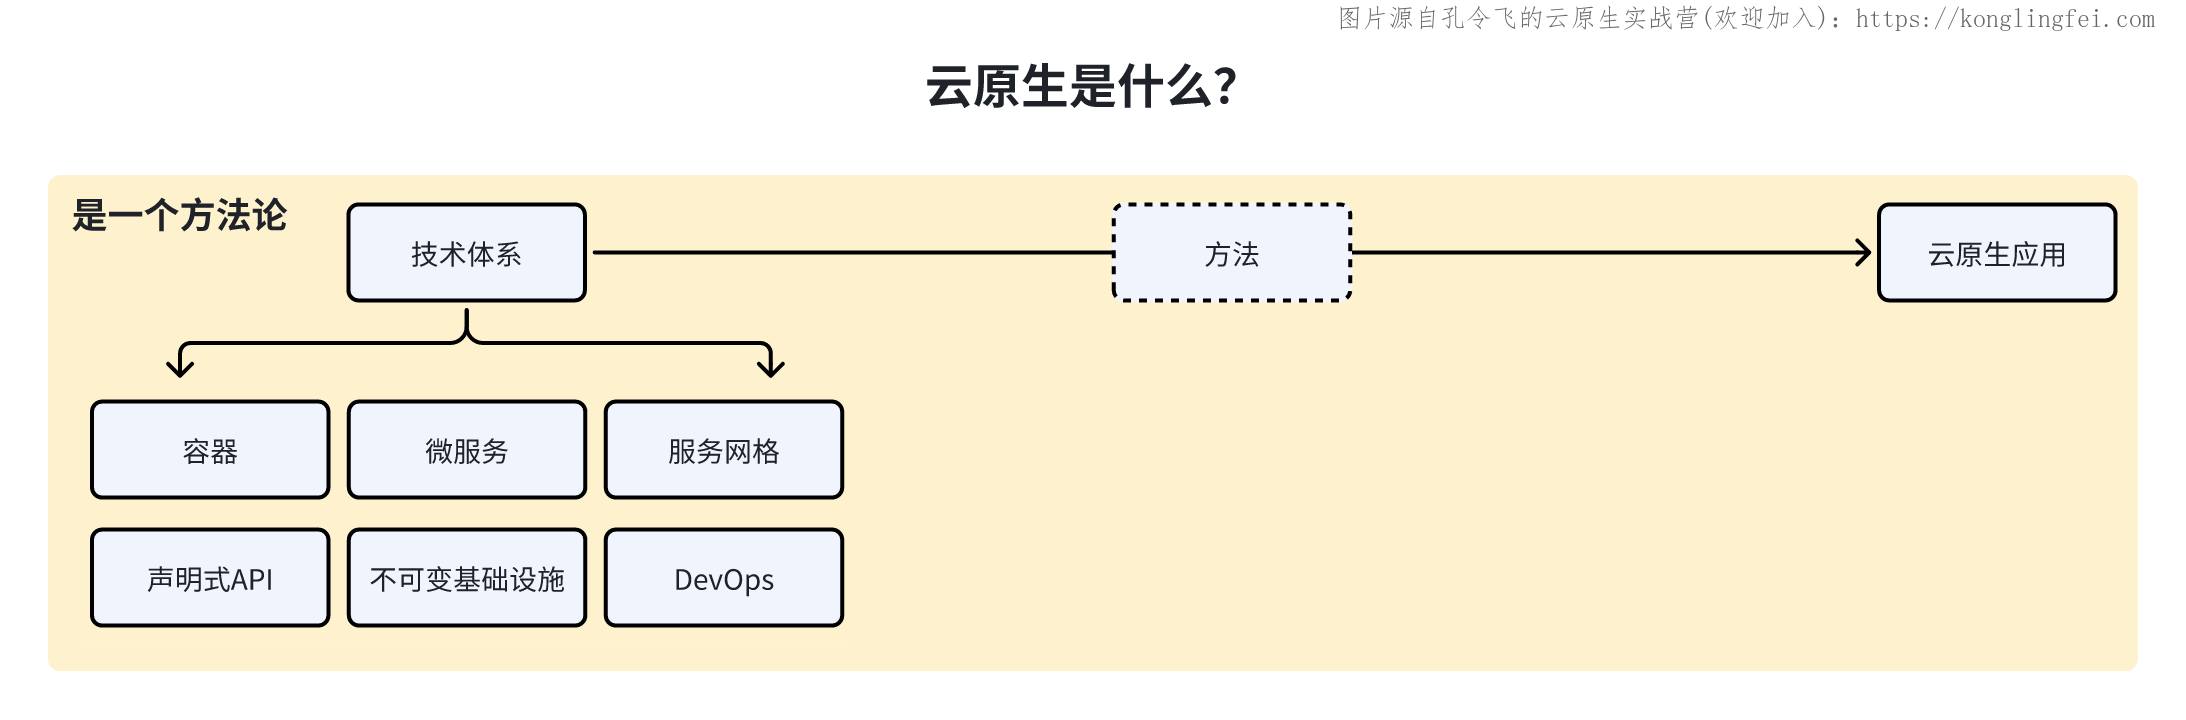 图片源自孔令飞的云原生实战营(欢迎加入)：https://konglingfei.com
云原生是什么？
是一个方法论
技术体系
方法
云原生应用
容器
微服务
服务网格
声明式API
不可变基础设施
DevOps